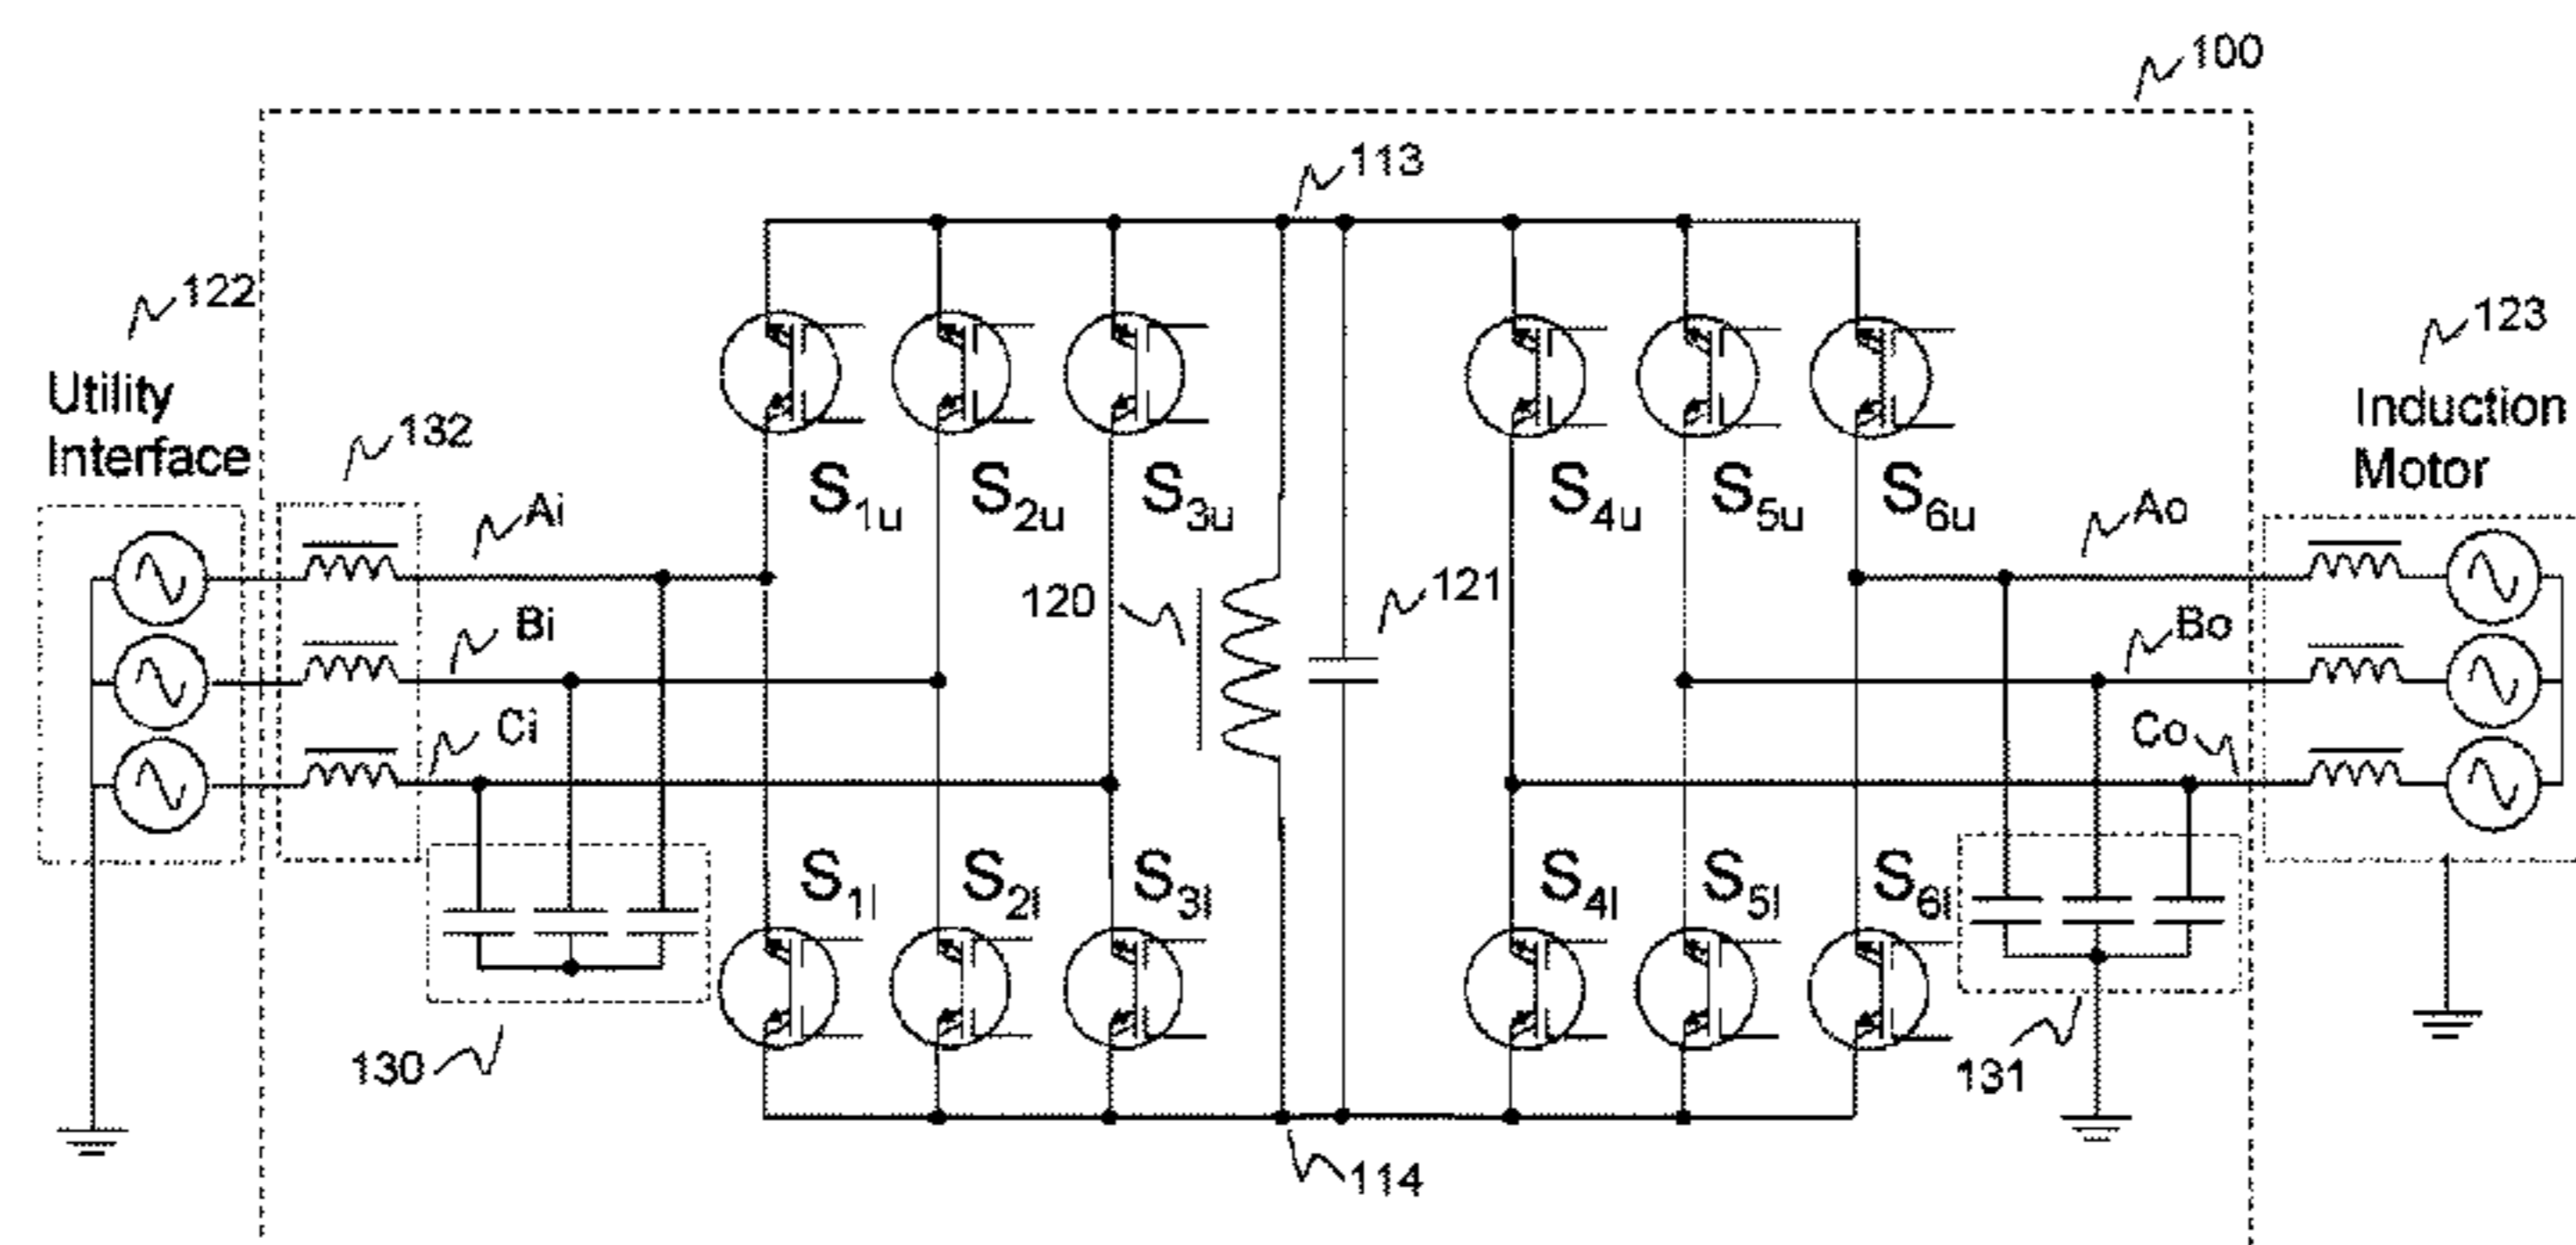 100
113
122
123
Utility
Interface
Induction
Motor
132
S1u
S2u
S3u
S4u
S5u
S6u
Ai
Ao
120
121
Bi
Bo
Ci
Co
S1l
S2l
S3l
S4l
S5l
S6l
130
131
114